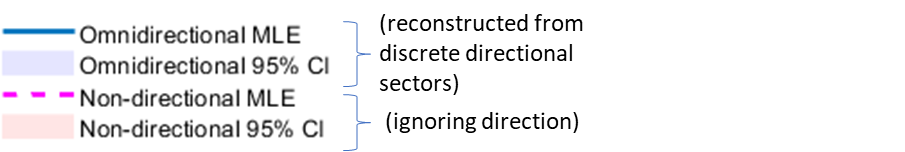 Omnidirectional MLE
Omnidirectional 95% CI
(reconstructed from
discrete directional
sectors)
Non-directional MLE
Non-directional 95% CI
(ignoring direction)